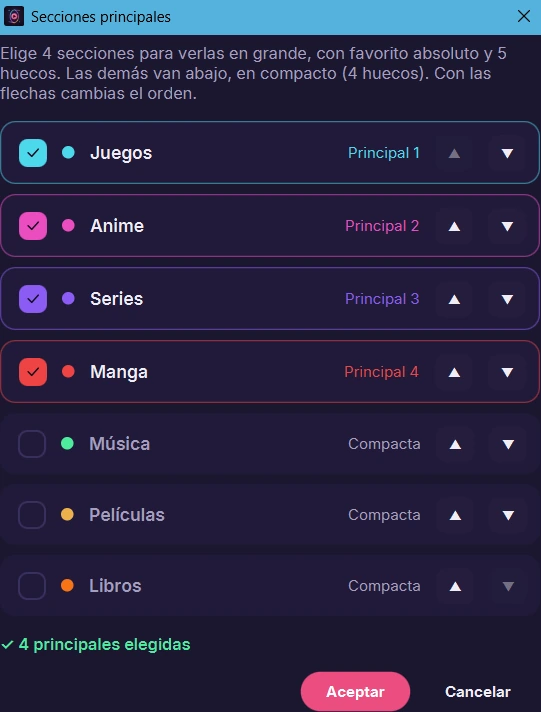 Secciones principales
Elige 4 secciones para verlas en grande, con favorito absoluto y 5
huecos. Las demás van abajo, en compacto (4 huecos). Con las
flechas cambias el orden.
Juegos Principal 1
Anime Principal 2
Series Principal 3
Manga Principal 4
Música Compacta
Películas Compacta
Libros Compacta
✓ 4 principales elegidas
Aceptar Cancelar